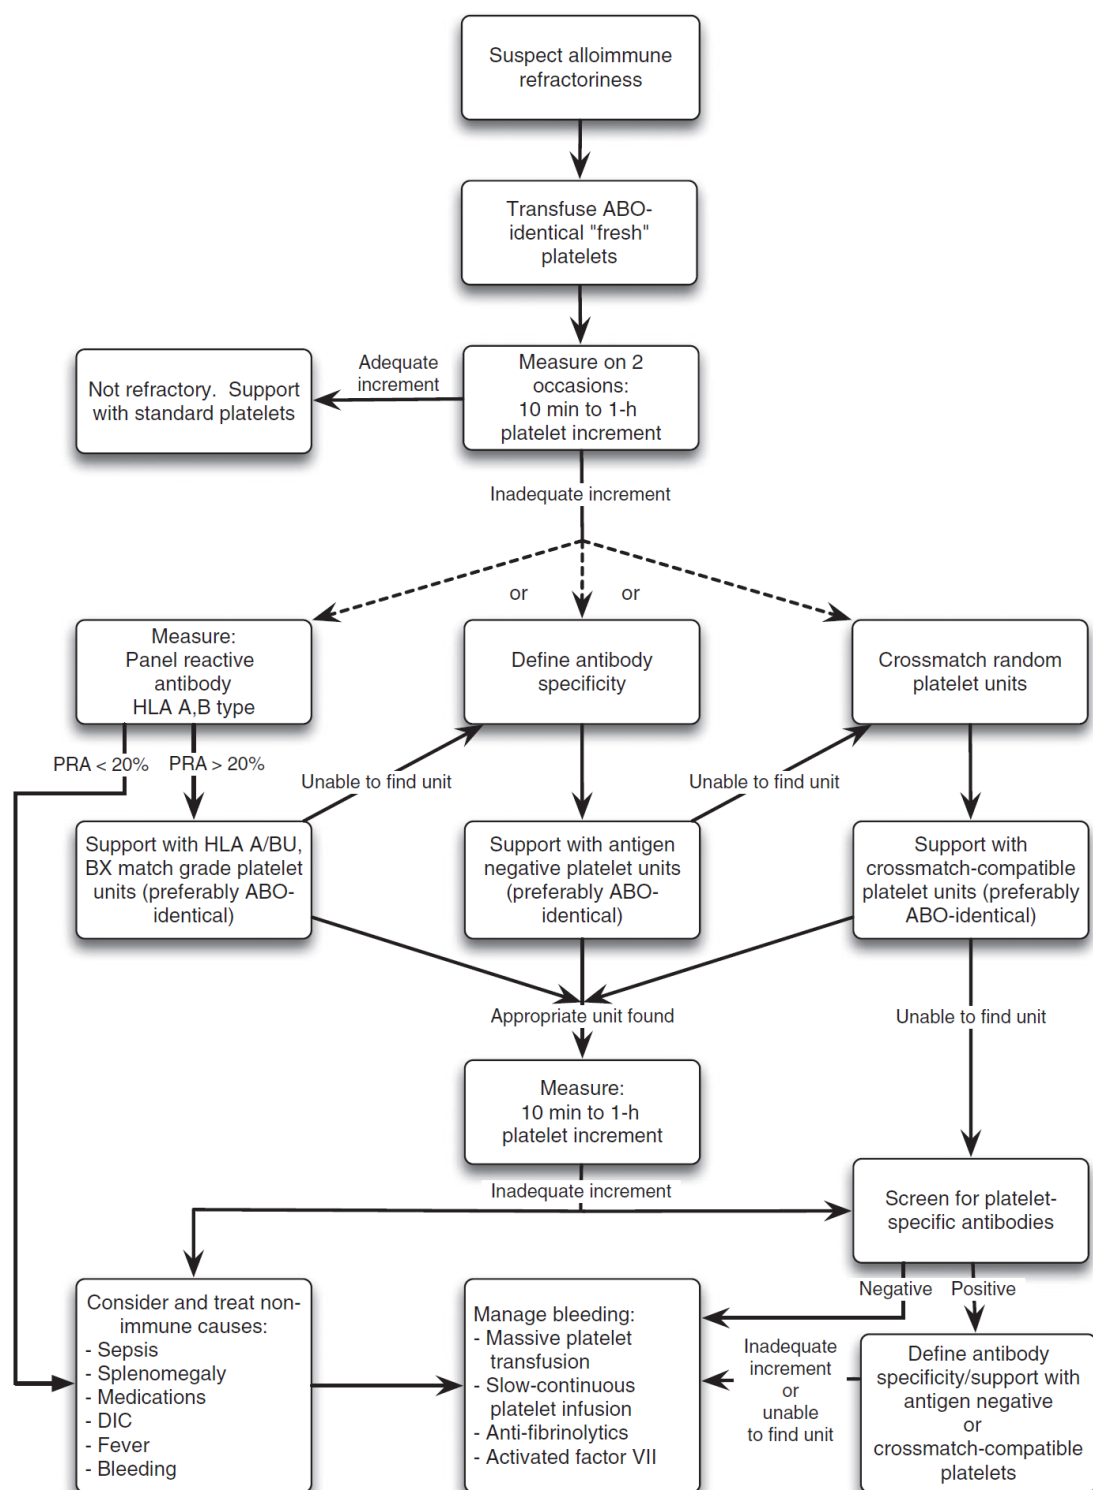 Suspect alloimmune
refractoriness
Transfuse ABO-
identical "fresh"
platelets
Measure on 2
occasions:
10 min to 1-h
platelet increment
Adequate
increment
Not refractory. Support
with standard platelets
Inadequate increment
or
or
Measure:
Panel reactive
antibody
HLA A,B type
Define antibody
specificity
Crossmatch random
platelet units
PRA < 20%
PRA > 20%
Unable to find unit
Unable to find unit
Support with HLA A/BU,
BX match grade platelet
units (preferably ABO-
identical)
Support with antigen
negative platelet units
(preferably ABO-
identical)
Support with
crossmatch-compatible
platelet units (preferably
ABO-identical)
Appropriate unit found
Unable to find unit
Measure:
10 min to 1-h
platelet increment
Inadequate increment
Screen for platelet-
specific antibodies
Negative
Positive
Consider and treat non-
immune causes:
- Sepsis
- Splenomegaly
- Medications
- DIC
- Fever
- Bleeding
Manage bleeding:
- Massive platelet
transfusion
- Slow-continuous
platelet infusion
- Anti-fibrinolytics
- Activated factor VII
Inadequate
increment
or
unable
to find unit
Define antibody
specificity/support with
antigen negative
or
crossmatch-compatible
platelets